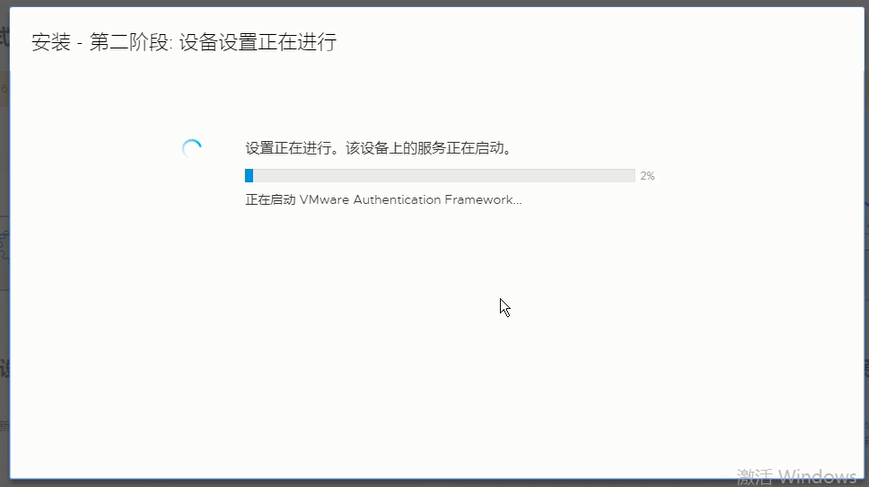 安装 - 第二阶段: 设备设置正在进行
设置正在进行。该设备上的服务正在启动。
2%
正在启动 VMware Authentication Framework...
激活 Windows